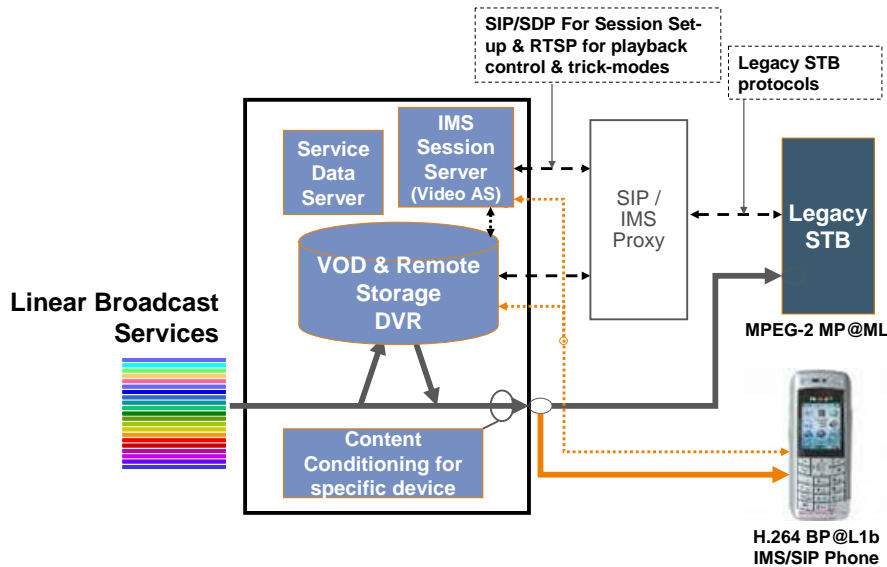 SIP/SDP For Session Set-
up & RTSP for playback
control & trick-modes
Legacy STB
protocols
IMS
Session
Server
(Video AS)
Service
Data
Server
SIP /
IMS
Proxy
Legacy
STB
VOD & Remote
Storage
DVR
Linear Broadcast
Services
MPEG-2 MP@ML
Content
Conditioning for
specific device
H.264 BP@L1b
IMS/SIP Phone